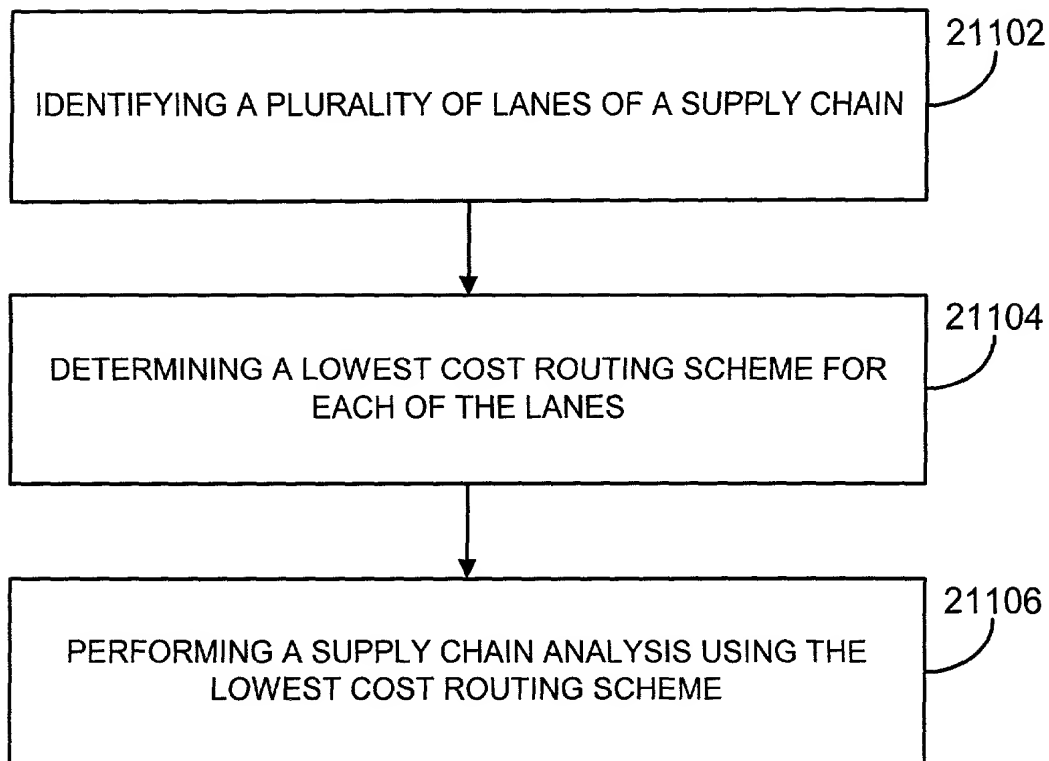 21102
IDENTIFYING A PLURALITY OF LANES OF A SUPPLY CHAIN
21104
DETERMINING A LOWEST COST ROUTING SCHEME FOR
EACH OF THE LANES
21106
PERFORMING A SUPPLY CHAIN ANALYSIS USING THE
LOWEST COST ROUTING SCHEME